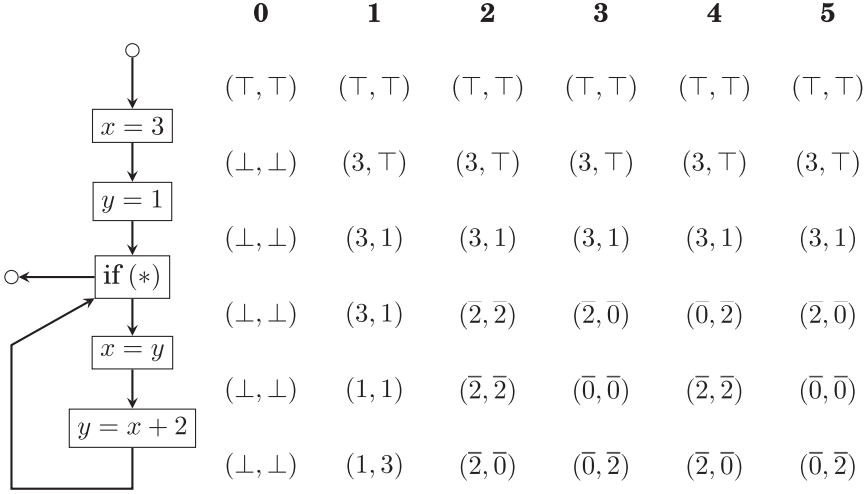 0 1 2 3 4 5
(⊤, ⊤) (⊤, ⊤) (⊤, ⊤) (⊤, ⊤) (⊤, ⊤) (⊤, ⊤)
x = 3
(⊥, ⊥) (3, ⊤) (3, ⊤) (3, ⊤) (3, ⊤) (3, ⊤)
y = 1
(⊥, ⊥) (3, 1) (3, 1) (3, 1) (3, 1) (3, 1)
if (∗)
(⊥, ⊥) (3, 1) (2̅, 2̅) (2̅, 0̅) (0̅, 2̅) (2̅, 0̅)
x = y
(⊥, ⊥) (1, 1) (2̅, 2̅) (0̅, 0̅) (2̅, 2̅) (0̅, 0̅)
y = x + 2
(⊥, ⊥) (1, 3) (2̅, 0̅) (0̅, 2̅) (2̅, 0̅) (0̅, 2̅)